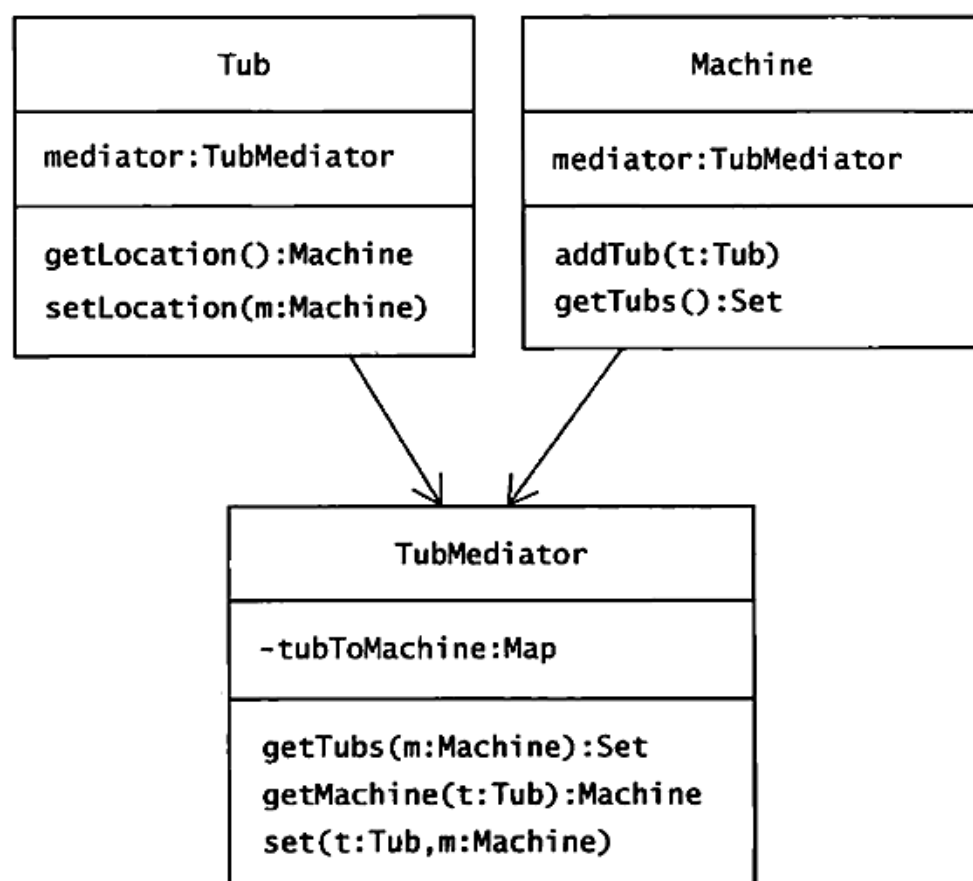 Tub
mediator:TubMediator
getLocation():Machine
setLocation(m:Machine)
Machine
mediator:TubMediator
addTub(t:Tub)
getTubs():Set
TubMediator
-tubToMachine:Map
getTubs(m:Machine):Set
getMachine(t:Tub):Machine
set(t:Tub,m:Machine)